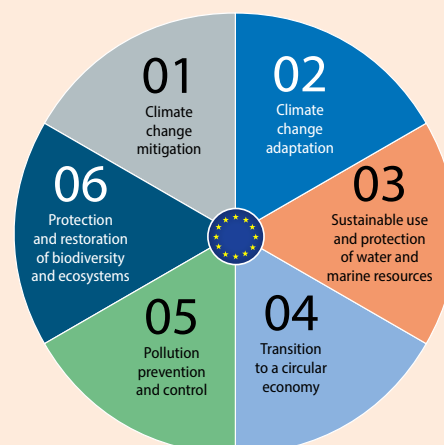 01
Climate
change
mitigation
02
Climate
change
adaptation
03
Sustainable use
and protection
of water and
marine resources
04
Transition
to a circular
economy
05
Pollution
prevention
and control
06
Protection
and restoration
of biodiversity
and ecosystems